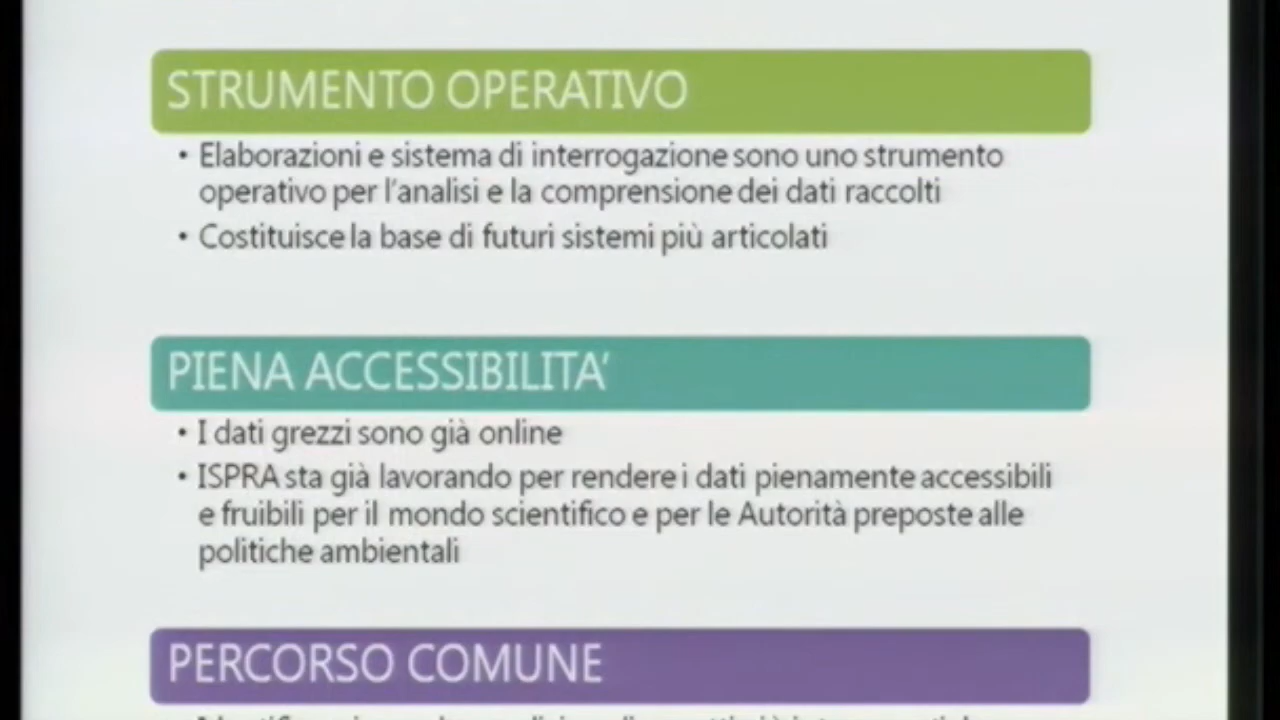 STRUMENTO OPERATIVO
• Elaborazioni e sistema di interrogazione sono uno strumento
operativo per l'analisi e la comprensione dei dati raccolti
• Costituisce la base di futuri sistemi più articolati
PIENA ACCESSIBILITA'
• I dati grezzi sono già online
• ISPRA sta già lavorando per rendere i dati pienamente accessibili
e fruibili per il mondo scientifico e per le Autorità preposte alle
politiche ambientali
PERCORSO COMUNE